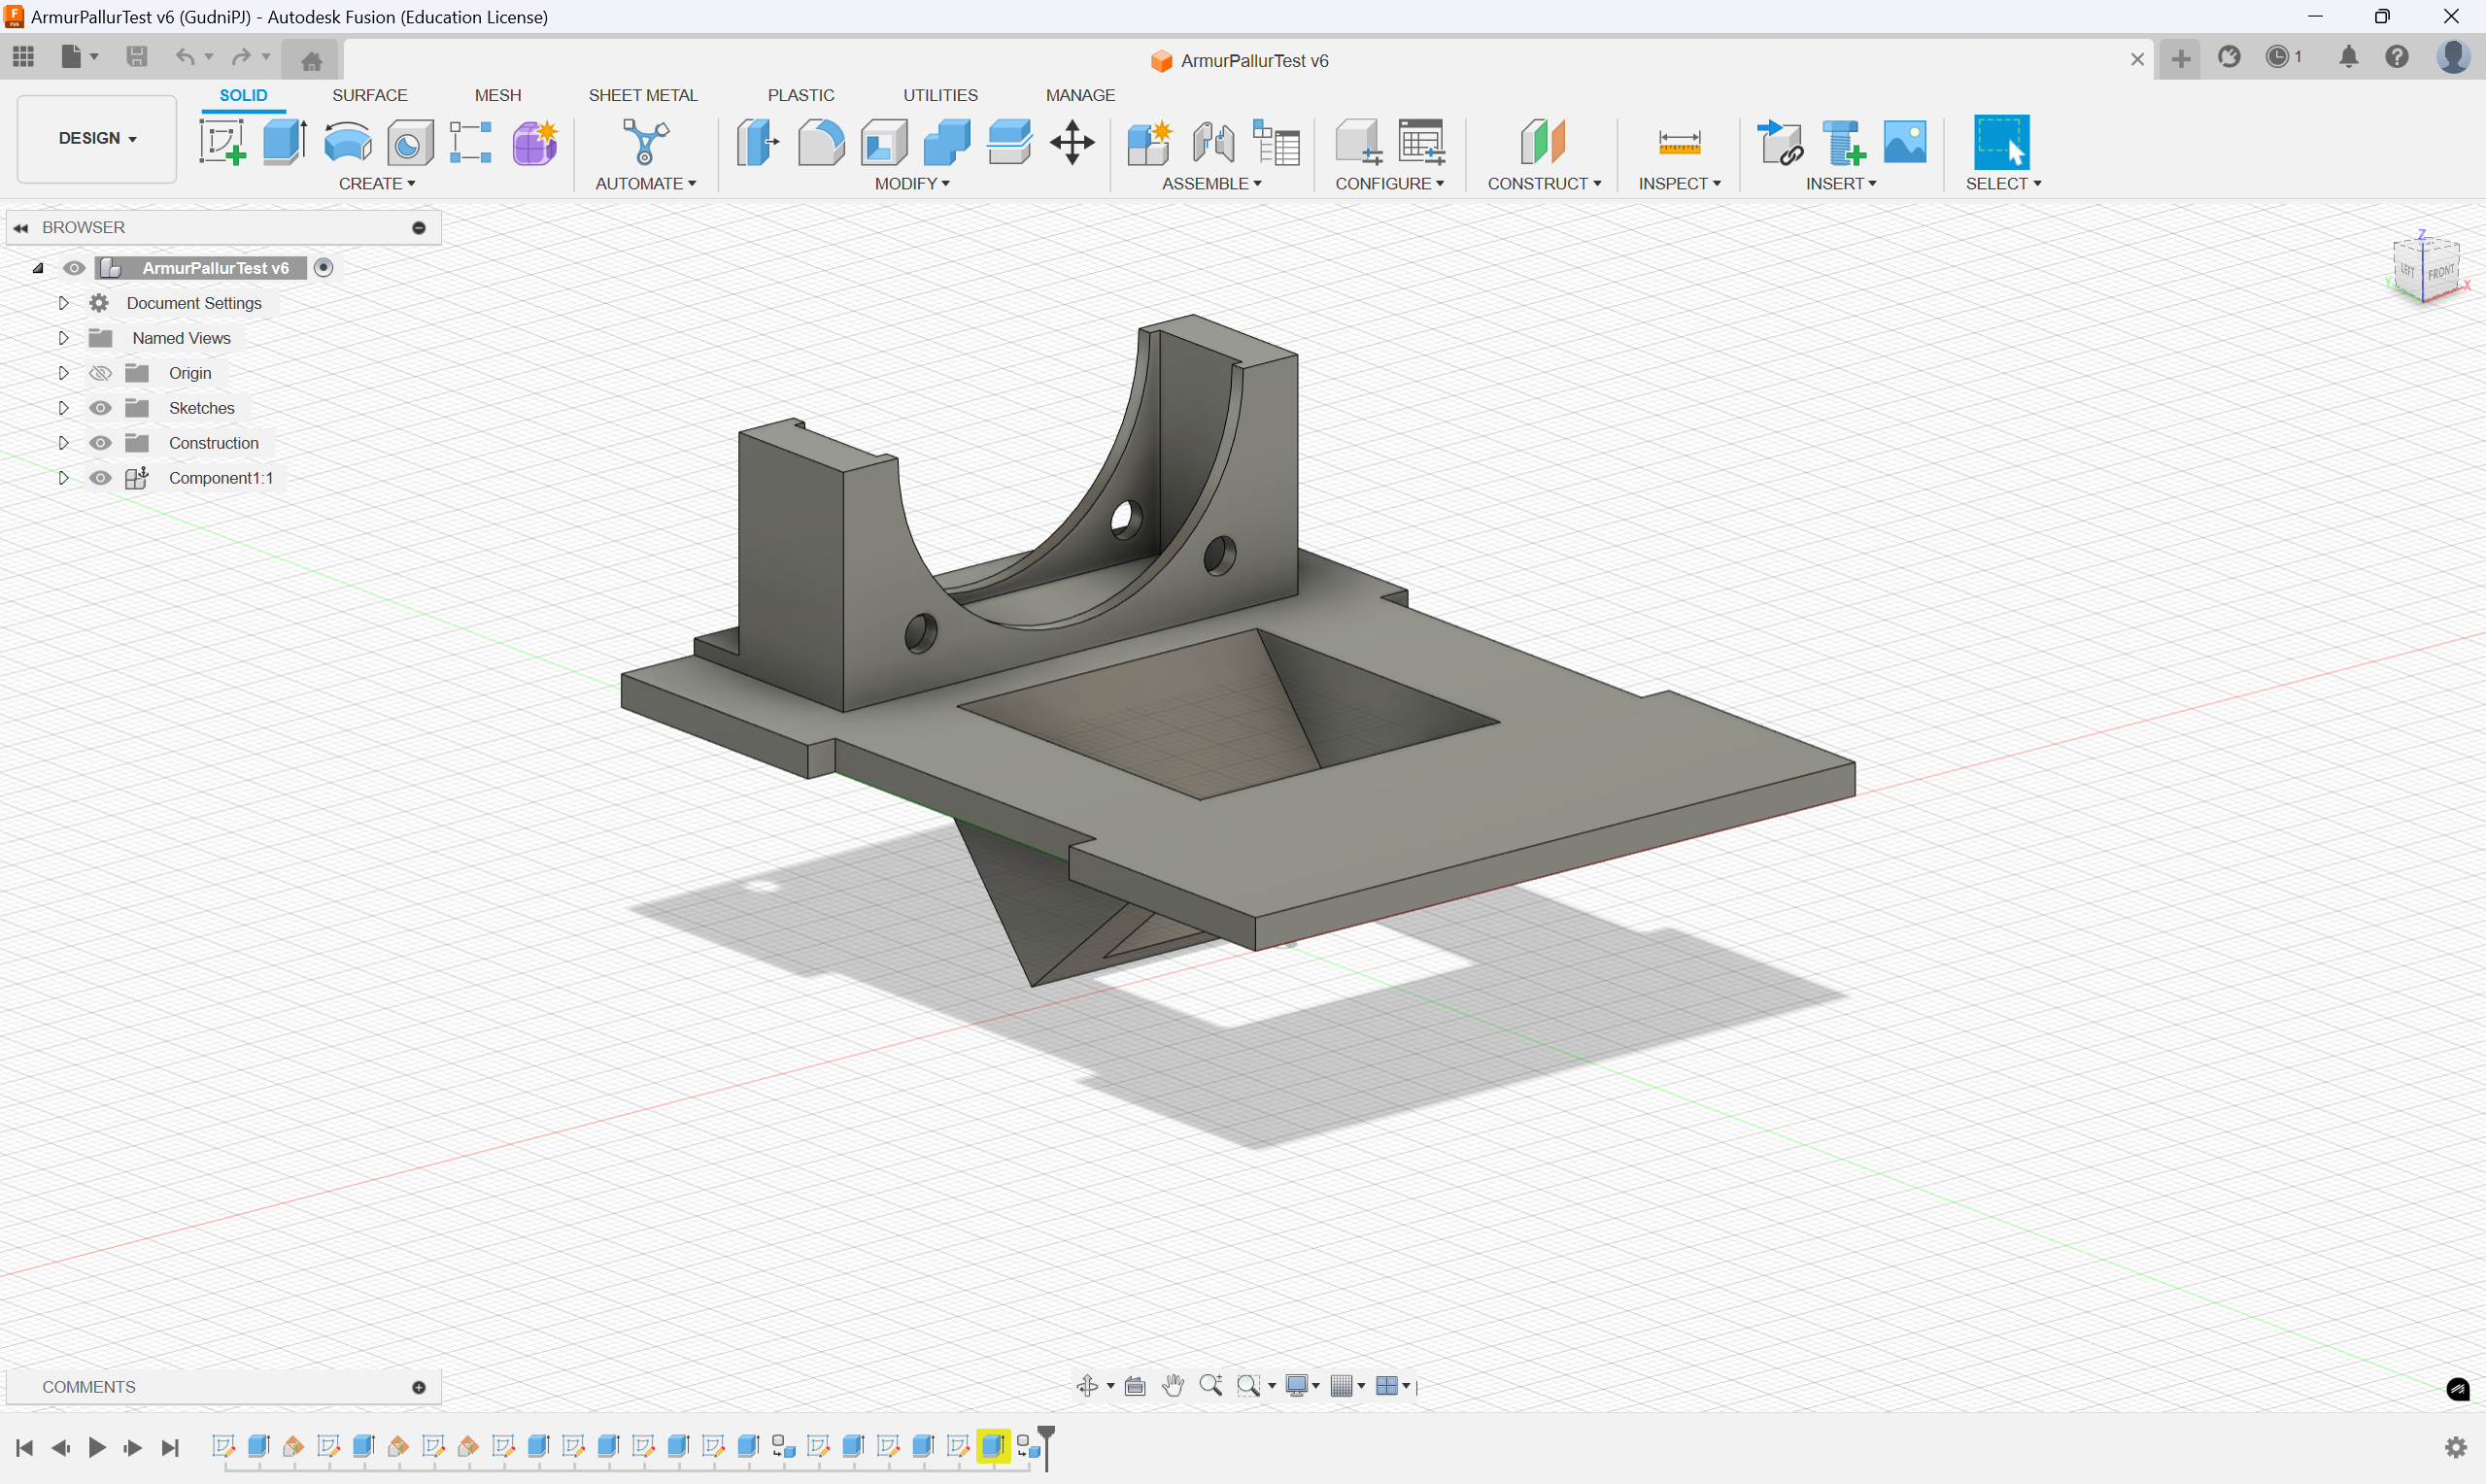 ArmurPallurTest v6 (GudniPJ) - Autodesk Fusion (Education License)
ArmurPallurTest v6
1
DESIGN
SOLID SURFACE MESH SHEET METAL PLASTIC UTILITIES MANAGE
CREATE AUTOMATE MODIFY ASSEMBLE CONFIGURE CONSTRUCT INSPECT INSERT SELECT
BROWSER
ArmurPallurTest v6
Document Settings
Named Views
Origin
Sketches
Construction
Component1:1
Z
LEFT FRONT
Y X
COMMENTS